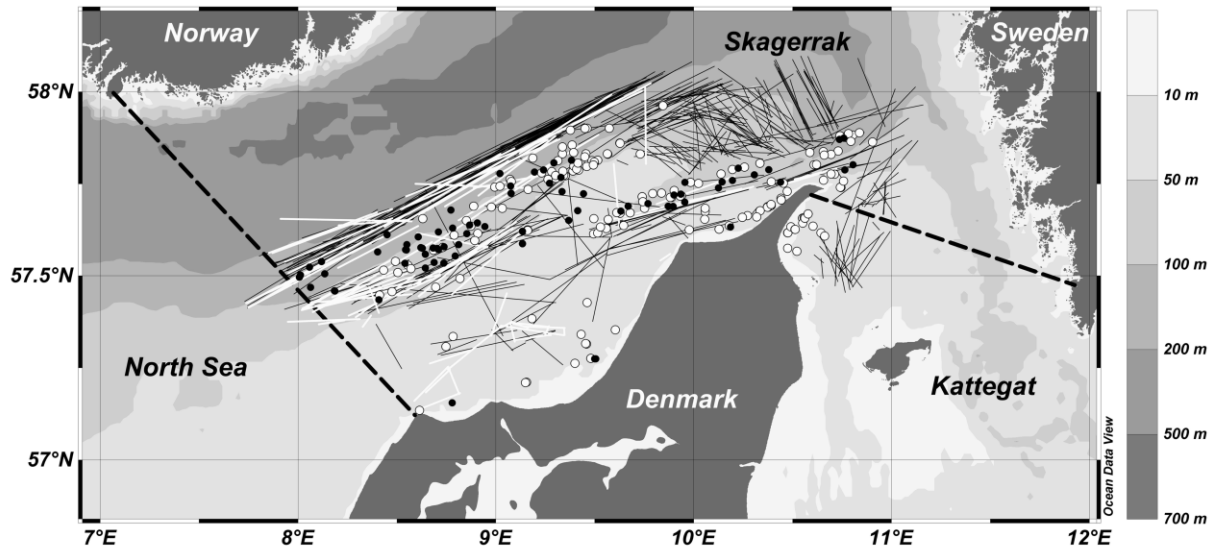 Norway
Skagerrak
Sweden
58°N
10 m
50 m
57.5°N
100 m
North Sea
200 m
Kattegat
Denmark
Ocean Data View
57°N
500 m
700 m
7°E
8°E
9°E
10°E
11°E
12°E